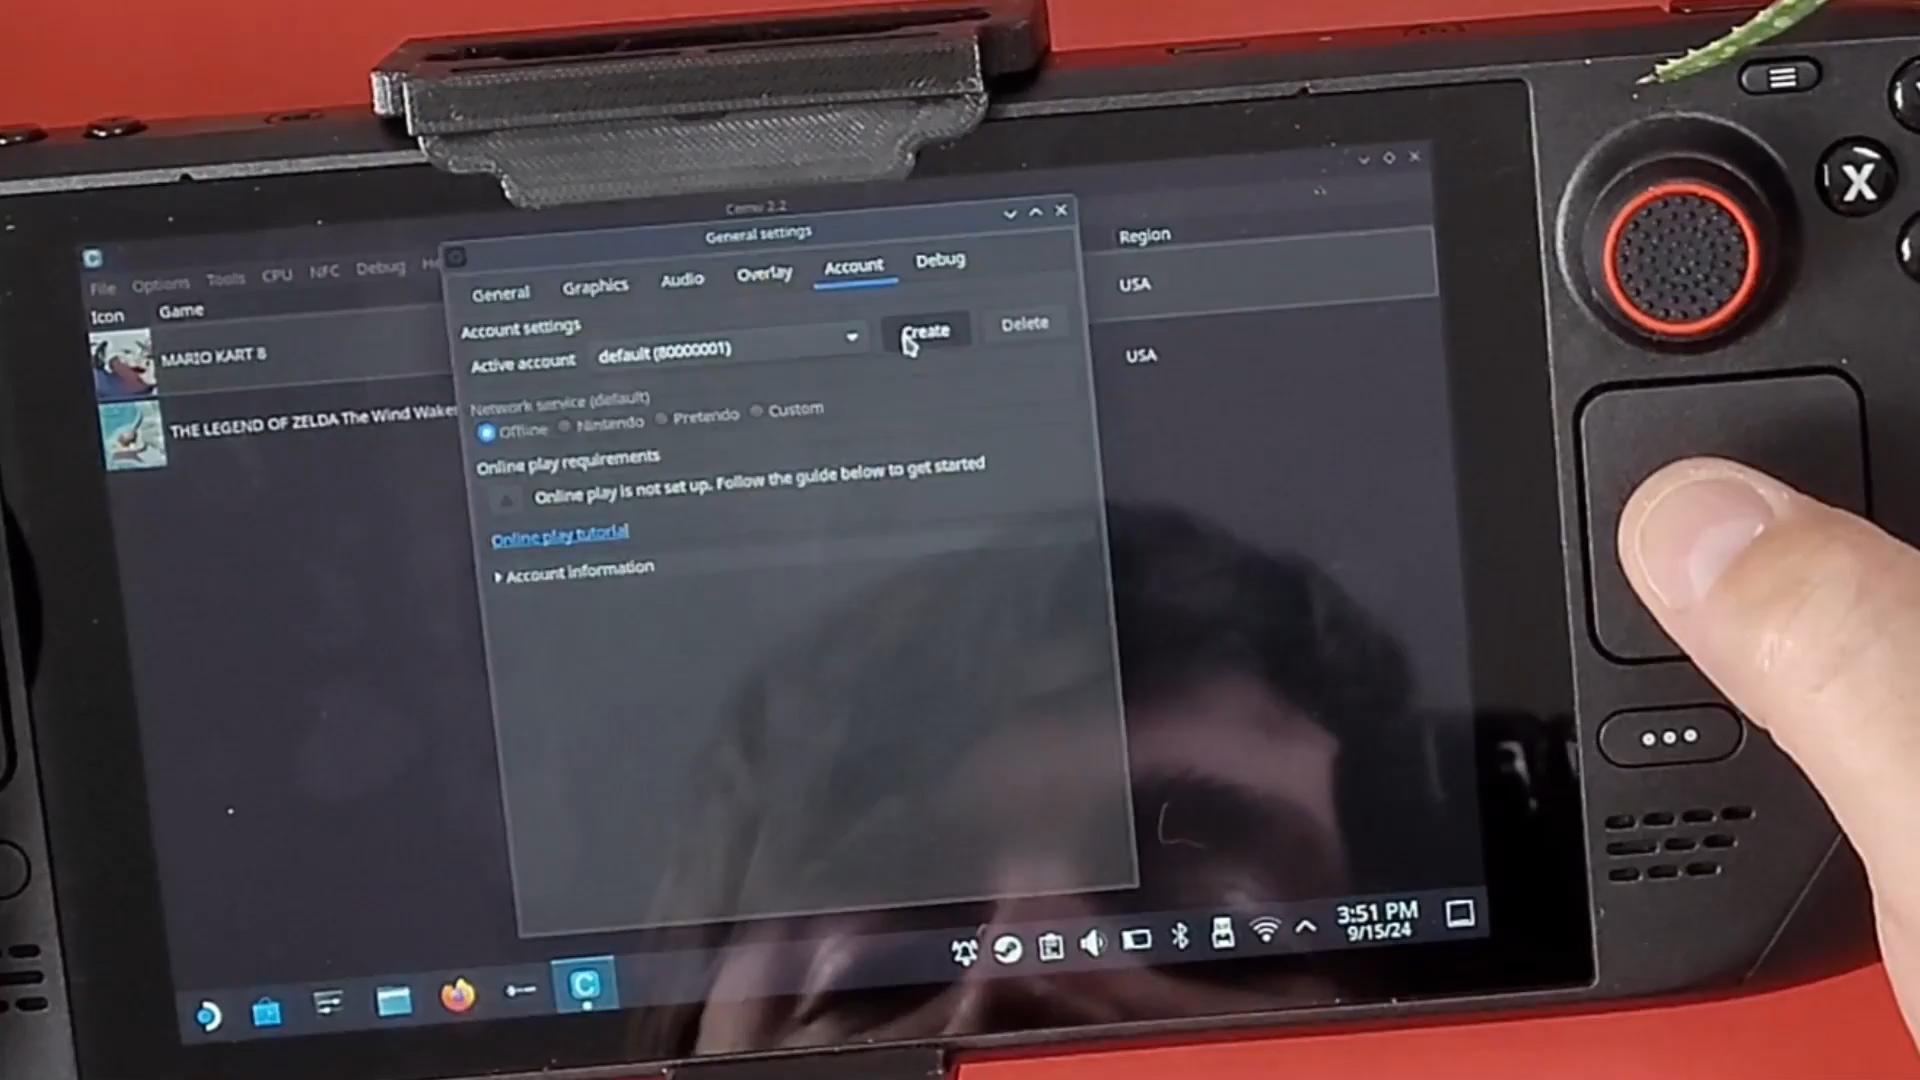 Cemu 2.2
General settings
File Options Tools CPU NFC Debug
Icon Game
MARIO KART 8
THE LEGEND OF ZELDA The Wind Waker
General Graphics Audio Overlay Account Debug
Account settings
Active account default (80000001) Create Delete
Network service (default)
Offline Nintendo Pretendo Custom
Online play requirements
Online play is not set up. Follow the guide below to get started
Online play tutorial
Account information
Region
USA
USA
3:51 PM
9/15/24
X